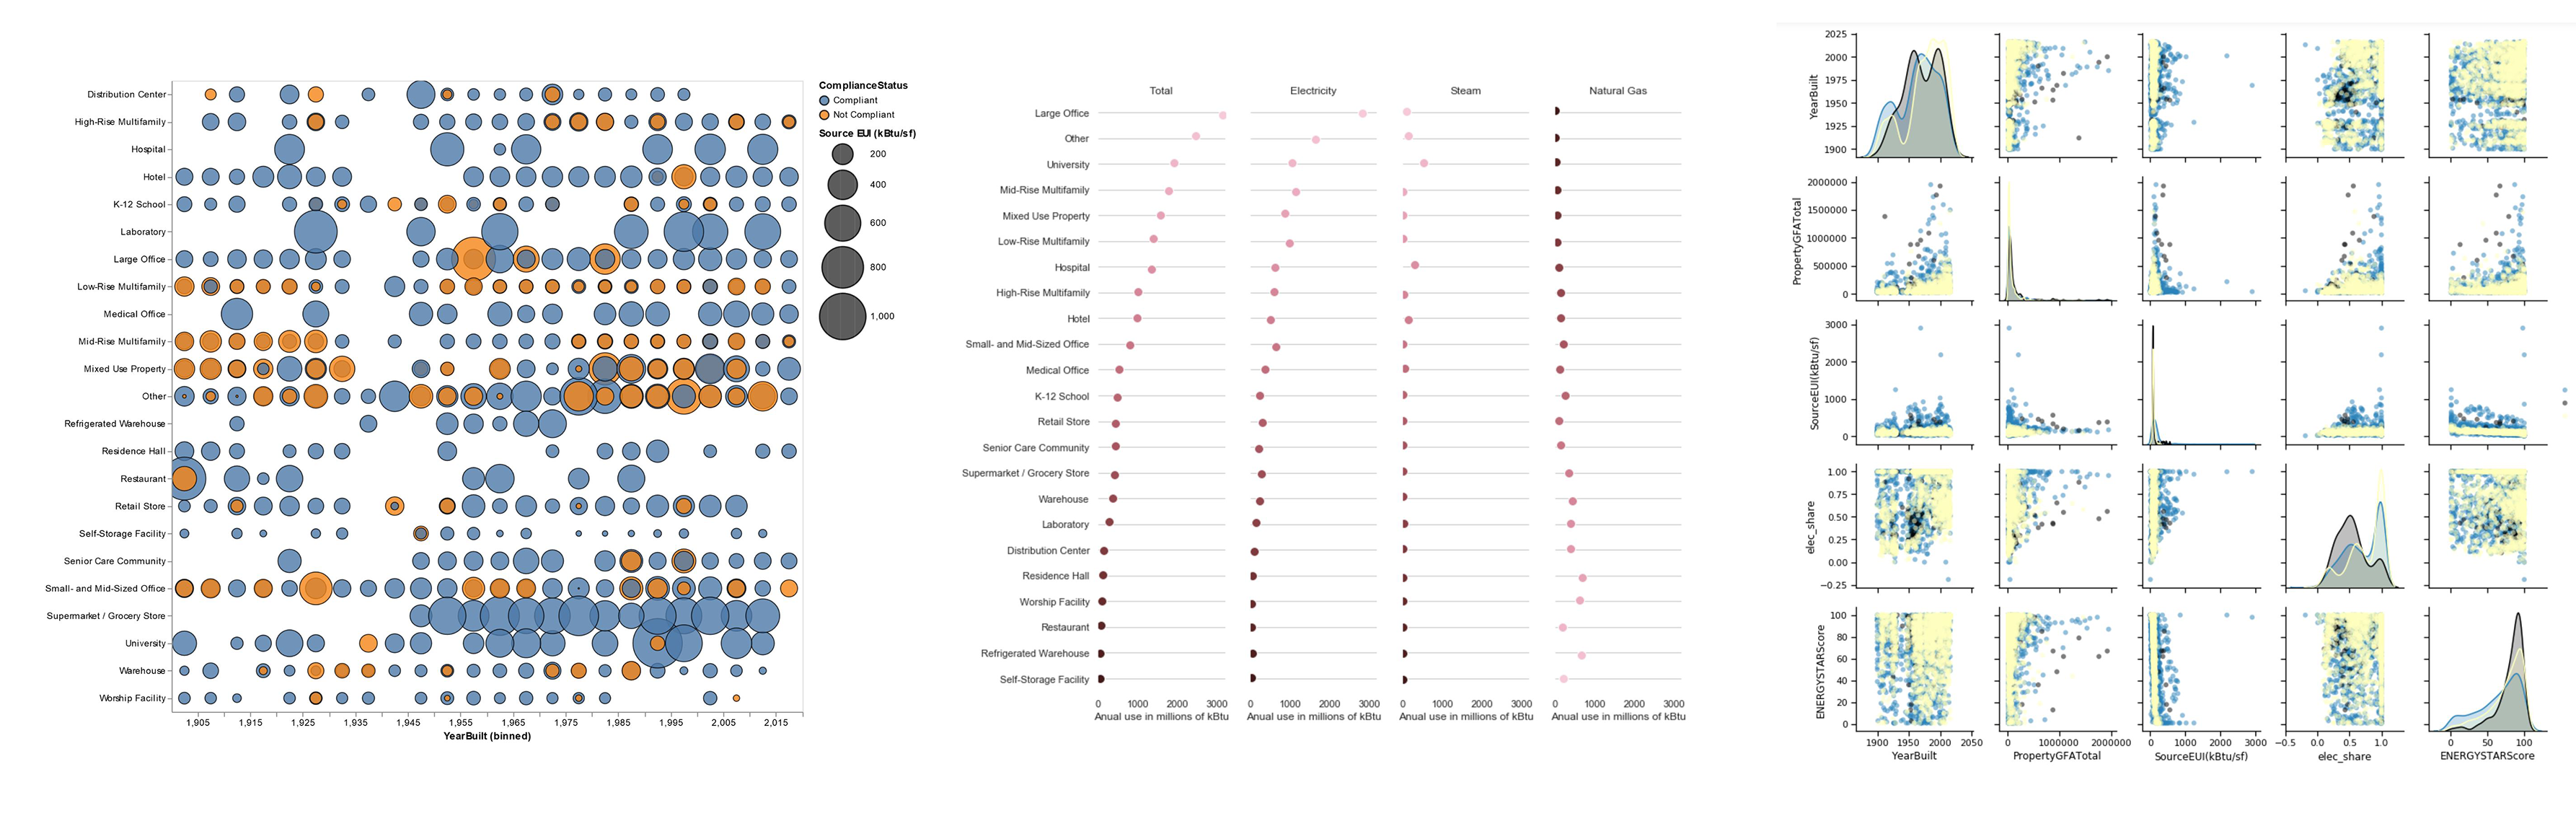 ComplianceStatus
Compliant
Not Compliant
Source EUI (kBtu/sf)
200
400
600
800
1,000
Distribution Center
High-Rise Multifamily
Hospital
Hotel
K-12 School
Laboratory
Large Office
Low-Rise Multifamily
Medical Office
Mid-Rise Multifamily
Mixed Use Property
Other
Refrigerated Warehouse
Residence Hall
Restaurant
Retail Store
Self-Storage Facility
Senior Care Community
Small- and Mid-Sized Office
Supermarket / Grocery Store
University
Warehouse
Worship Facility
1,905 1,915 1,925 1,935 1,945 1,955 1,965 1,975 1,985 1,995 2,005 2,015
YearBuilt (binned)
Total Electricity Steam Natural Gas
Large Office
Other
University
Mid-Rise Multifamily
Mixed Use Property
Low-Rise Multifamily
Hospital
High-Rise Multifamily
Hotel
Small- and Mid-Sized Office
Medical Office
K-12 School
Retail Store
Senior Care Community
Supermarket / Grocery Store
Warehouse
Laboratory
Distribution Center
Residence Hall
Worship Facility
Restaurant
Refrigerated Warehouse
Self-Storage Facility
0 1000 2000 3000 0 1000 2000 3000 0 1000 2000 3000 0 1000 2000 3000
Anual use in millions of kBtu Anual use in millions of kBtu Anual use in millions of kBtu Anual use in millions of kBtu
YearBuilt
2025
2000
1975
1950
1925
1900
PropertyGFATotal
2000000
1500000
1000000
500000
0
SourceEUI(kBtu/sf)
3000
2000
1000
0
elec_share
1.00
0.75
0.50
0.25
0.00
−0.25
ENERGYSTARScore
100
80
60
40
20
0
1900 1950 2000 2050 0 1000000 2000000 0 1000 2000 3000 −0.5 0.0 0.5 1.0 0 50 100
YearBuilt PropertyGFATotal SourceEUI(kBtu/sf) elec_share ENERGYSTARScore